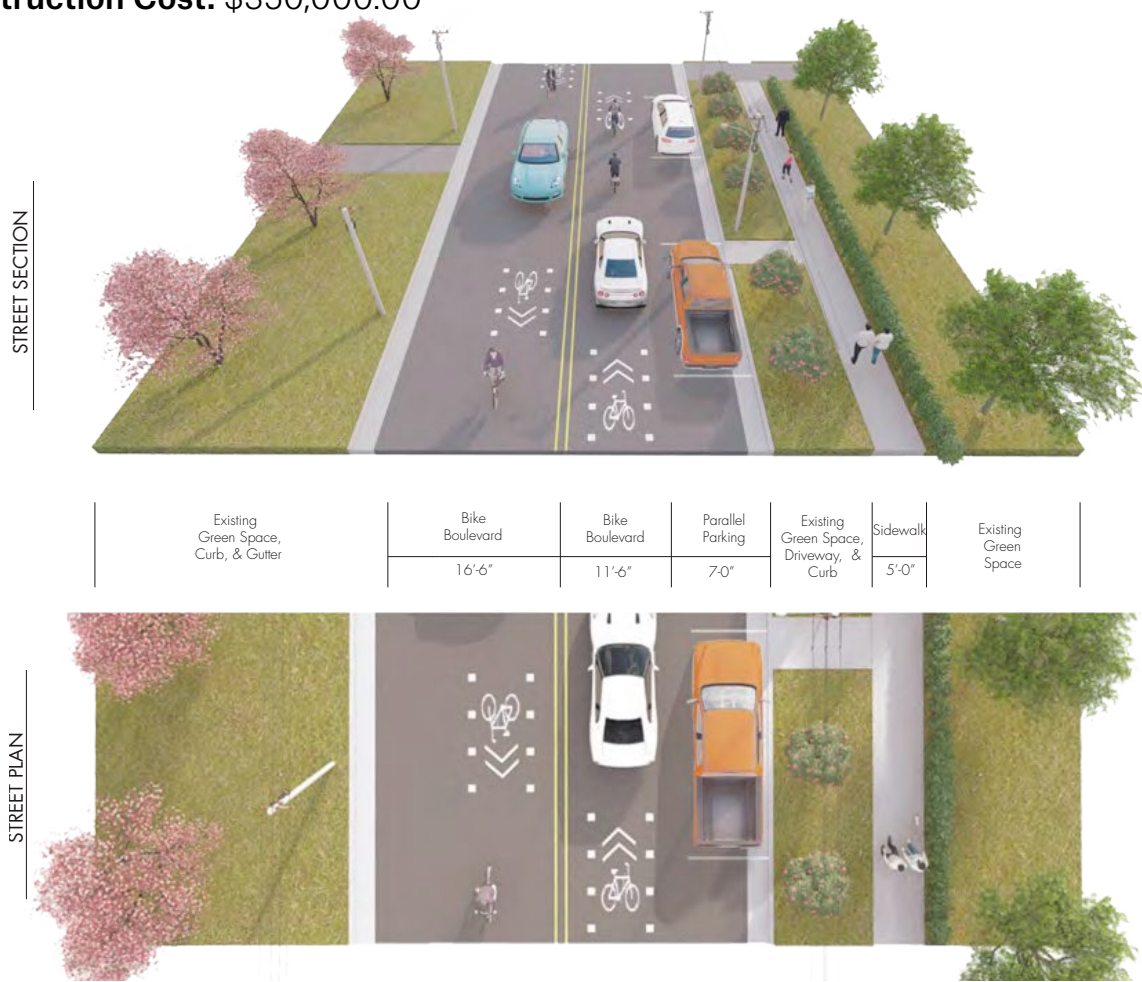 truction Cost: $350,000.00
STREET SECTION
Existing
Green Space,
Curb, & Gutter
Bike
Boulevard
16'-6"
Bike
Boulevard
11'-6"
Parallel
Parking
7'-0"
Existing
Green Space,
Driveway, &
Curb
Sidewalk
5'-0"
Existing
Green
Space
STREET PLAN